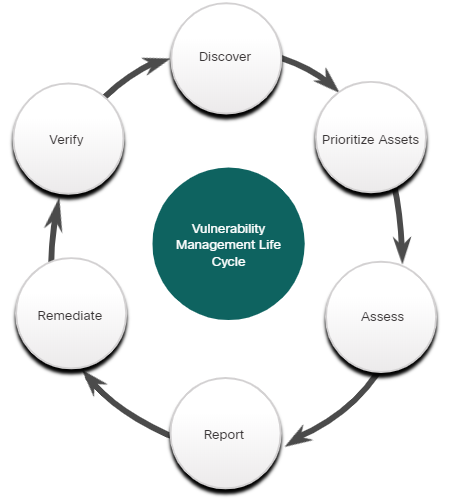 Discover
Prioritize Assets
Assess
Report
Remediate
Verify
Vulnerability
Management Life
Cycle